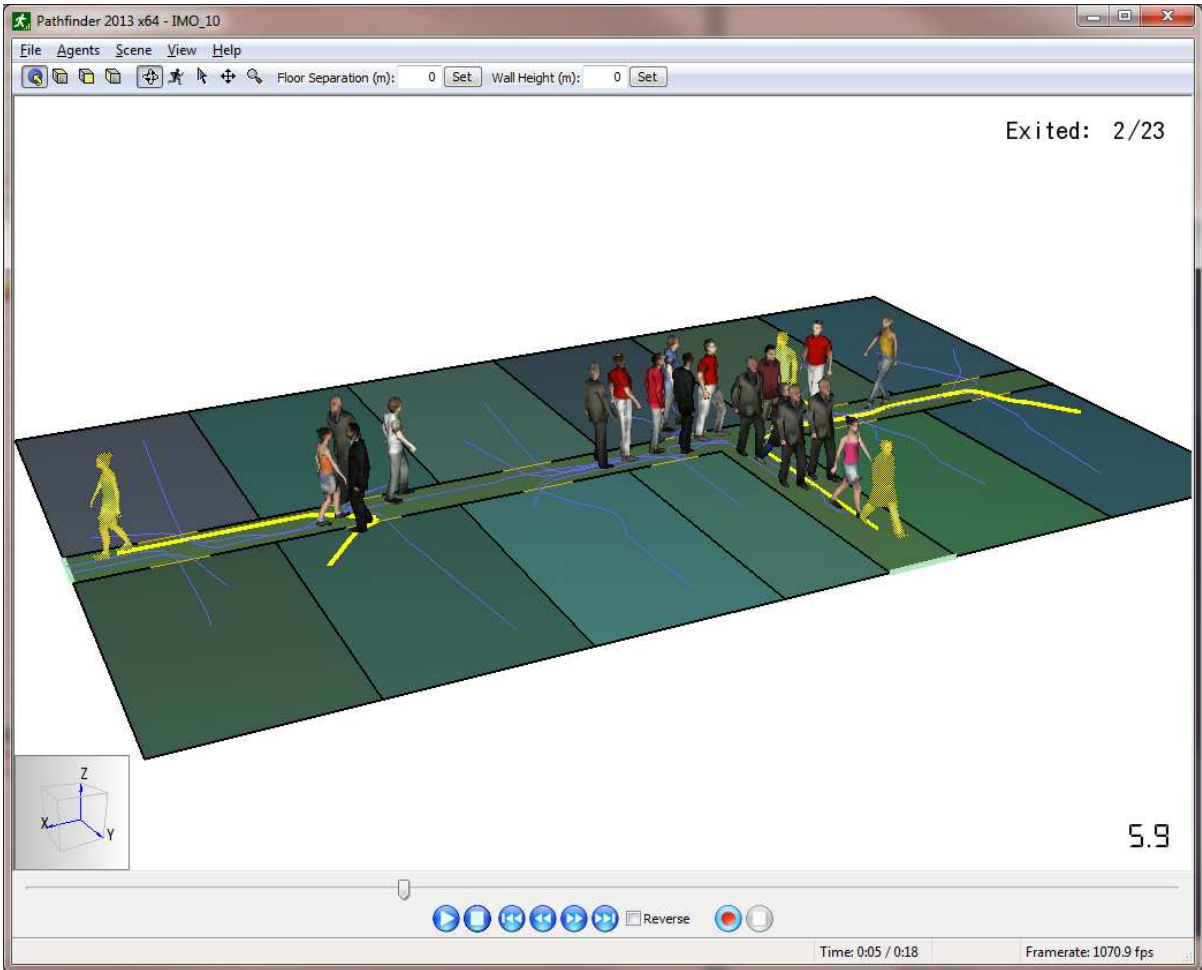 Pathfinder 2013 x64 - IMO_10
File Agents Scene View Help
Floor Separation (m): 0 Set Wall Height (m): 0 Set
Exited: 2/23
Z
X
Y
5.9
Reverse
Time: 0:05 / 0:18 Framerate: 1070.9 fps